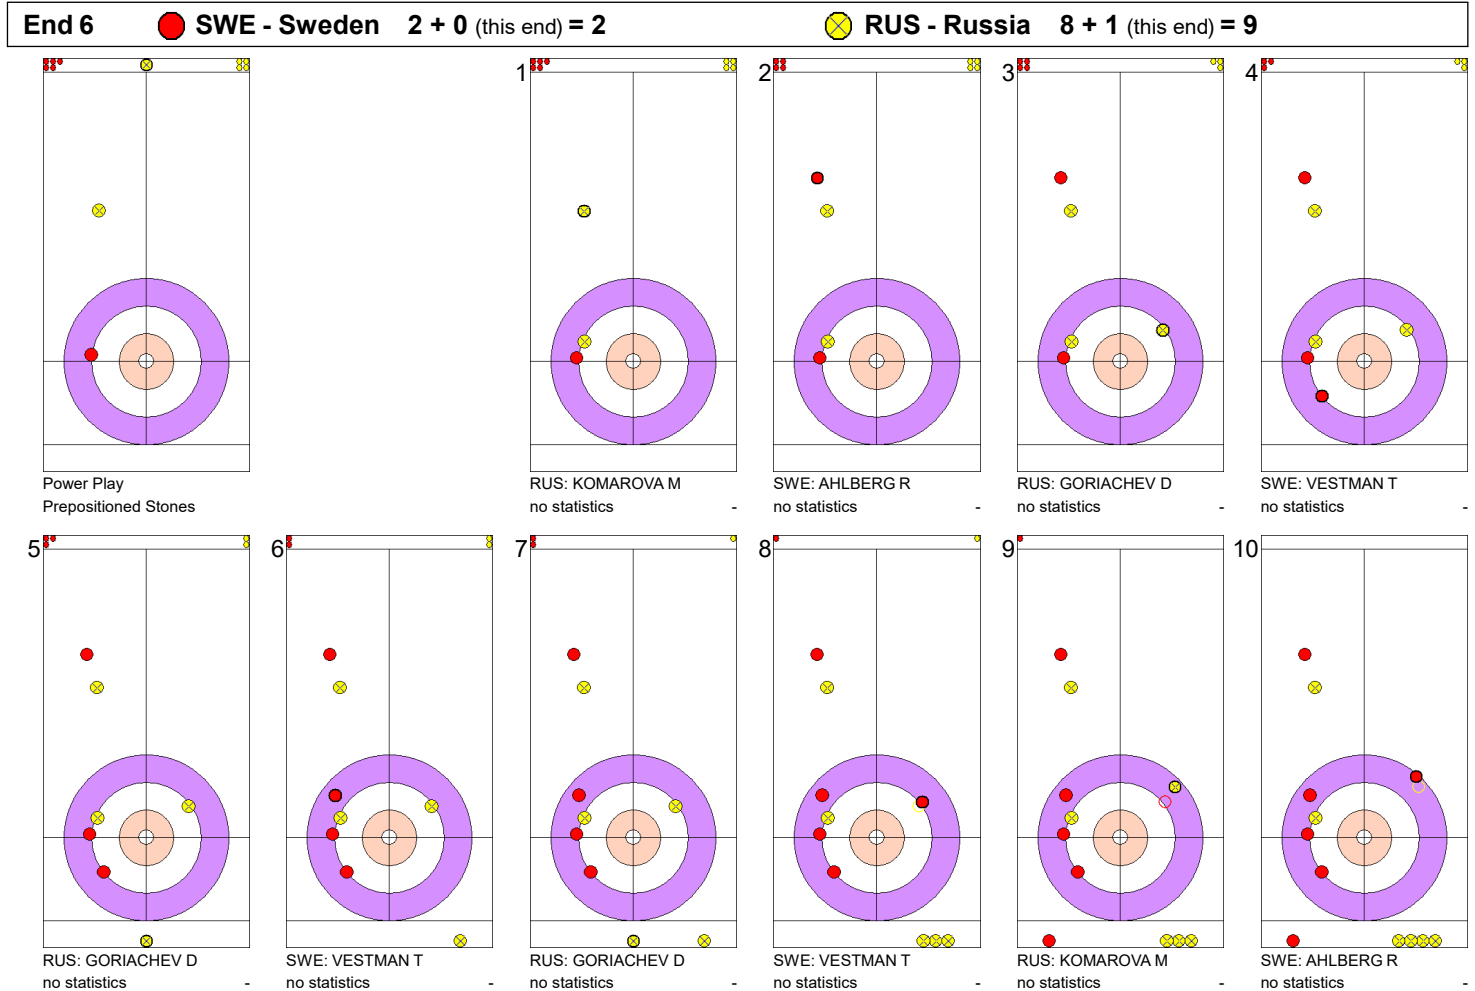 End 6 SWE - Sweden 2 + 0 (this end) = 2 RUS - Russia 8 + 1 (this end) = 9
1 2 3 4
Power Play RUS: KOMAROVA M SWE: AHLBERG R RUS: GORIACHEV D SWE: VESTMAN T
Prepositioned Stones no statistics - no statistics - no statistics - no statistics -
5 6 7 8 9 10
RUS: GORIACHEV D SWE: VESTMAN T RUS: GORIACHEV D SWE: VESTMAN T RUS: KOMAROVA M SWE: AHLBERG R
no statistics - no statistics - no statistics - no statistics - no statistics - no statistics -